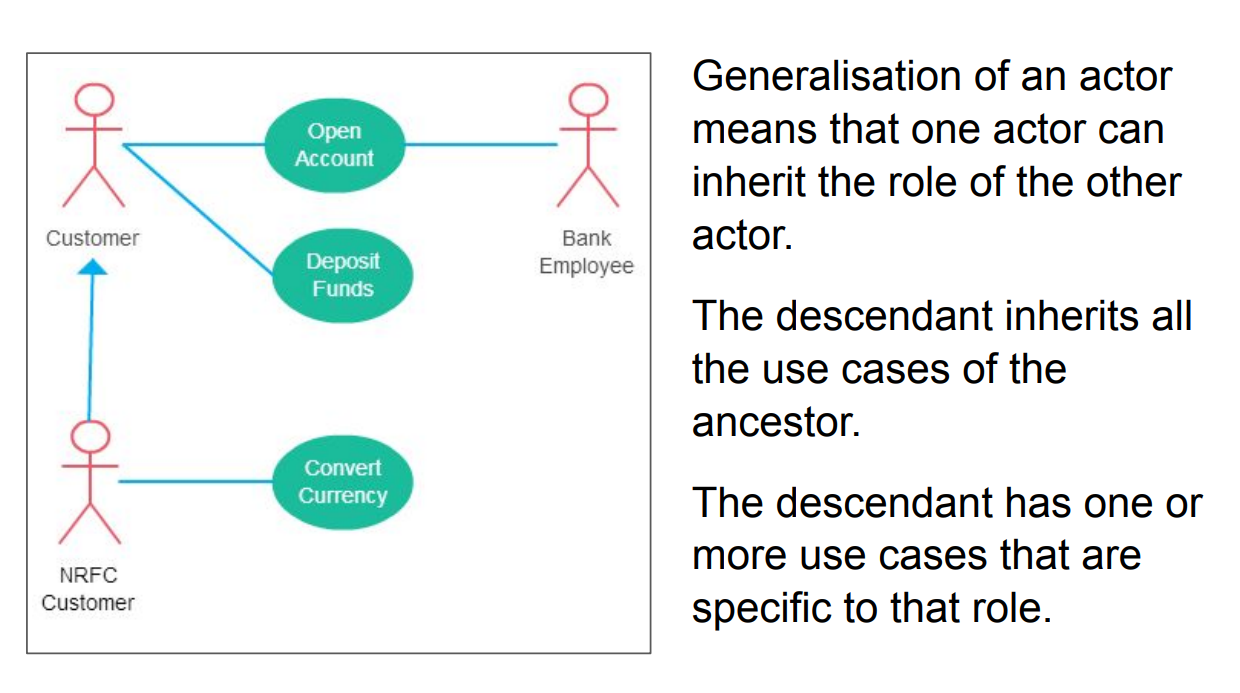 Open
Account
Customer
Bank
Employee
Deposit
Funds
Convert
Currency
NRFC
Customer
Generalisation of an actor
means that one actor can
inherit the role of the other
actor.
The descendant inherits all
the use cases of the
ancestor.
The descendant has one or
more use cases that are
specific to that role.